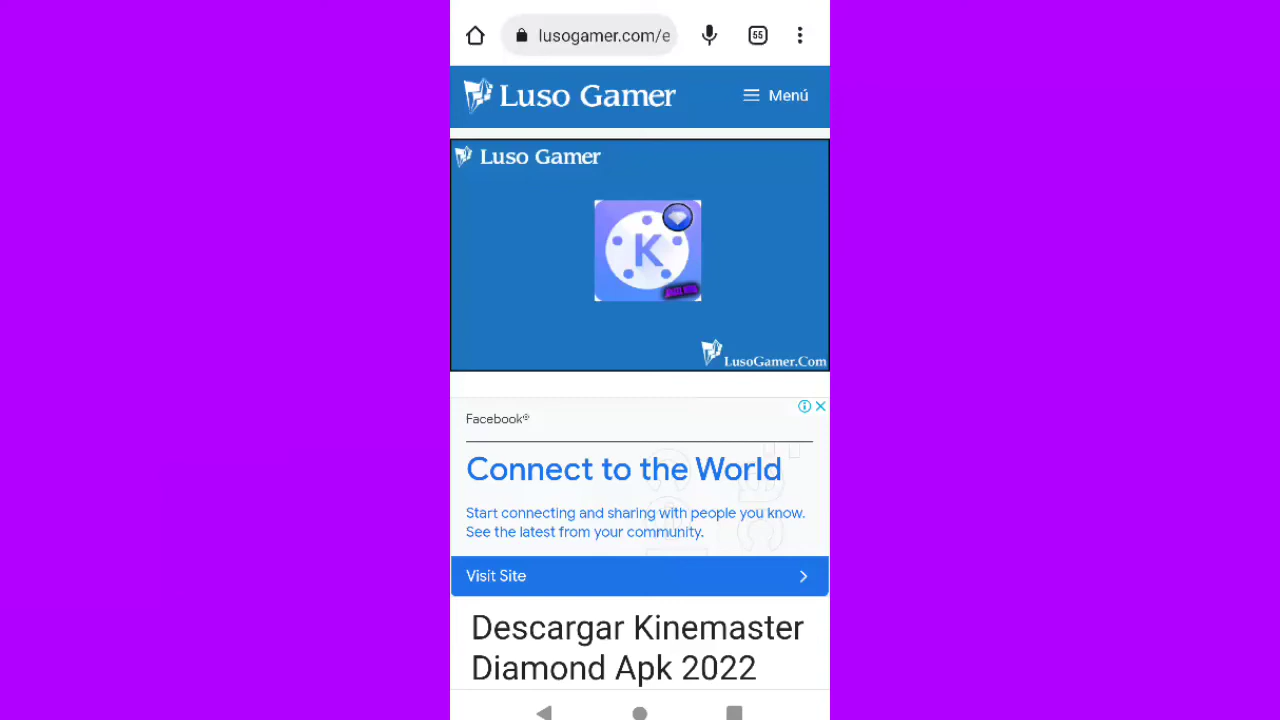 lusogamer.com/e
55
Luso Gamer
Menú
Luso Gamer
K
LusoGamer.Com
Facebook®
Connect to the World
Start connecting and sharing with people you know.
See the latest from your community.
Visit Site
Descargar Kinemaster
Diamond Apk 2022